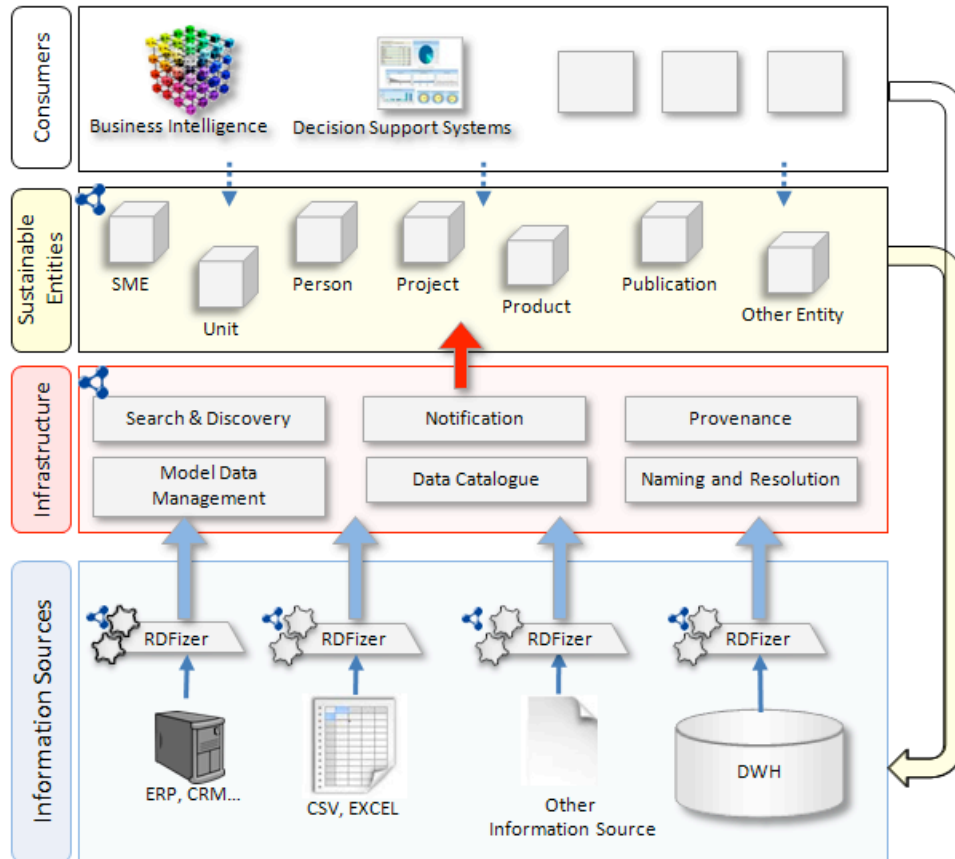 Consumers
Business Intelligence
Decision Support Systems
Sustainable
Entities
SME
Unit
Person
Project
Product
Publication
Other Entity
Infrastructure
Search & Discovery
Notification
Provenance
Model Data
Management
Data Catalogue
Naming and Resolution
Information Sources
RDFizer
RDFizer
RDFizer
RDFizer
ERP, CRM...
CSV, EXCEL
Other
Information Source
DWH